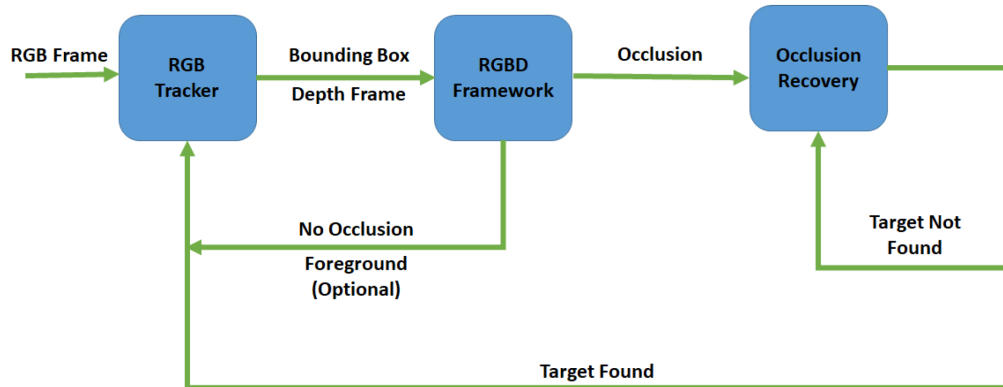 RGB Frame
RGB
Tracker
Bounding Box
Depth Frame
RGBD
Framework
Occlusion
Occlusion
Recovery
No Occlusion
Foreground
(Optional)
Target Not
Found
Target Found